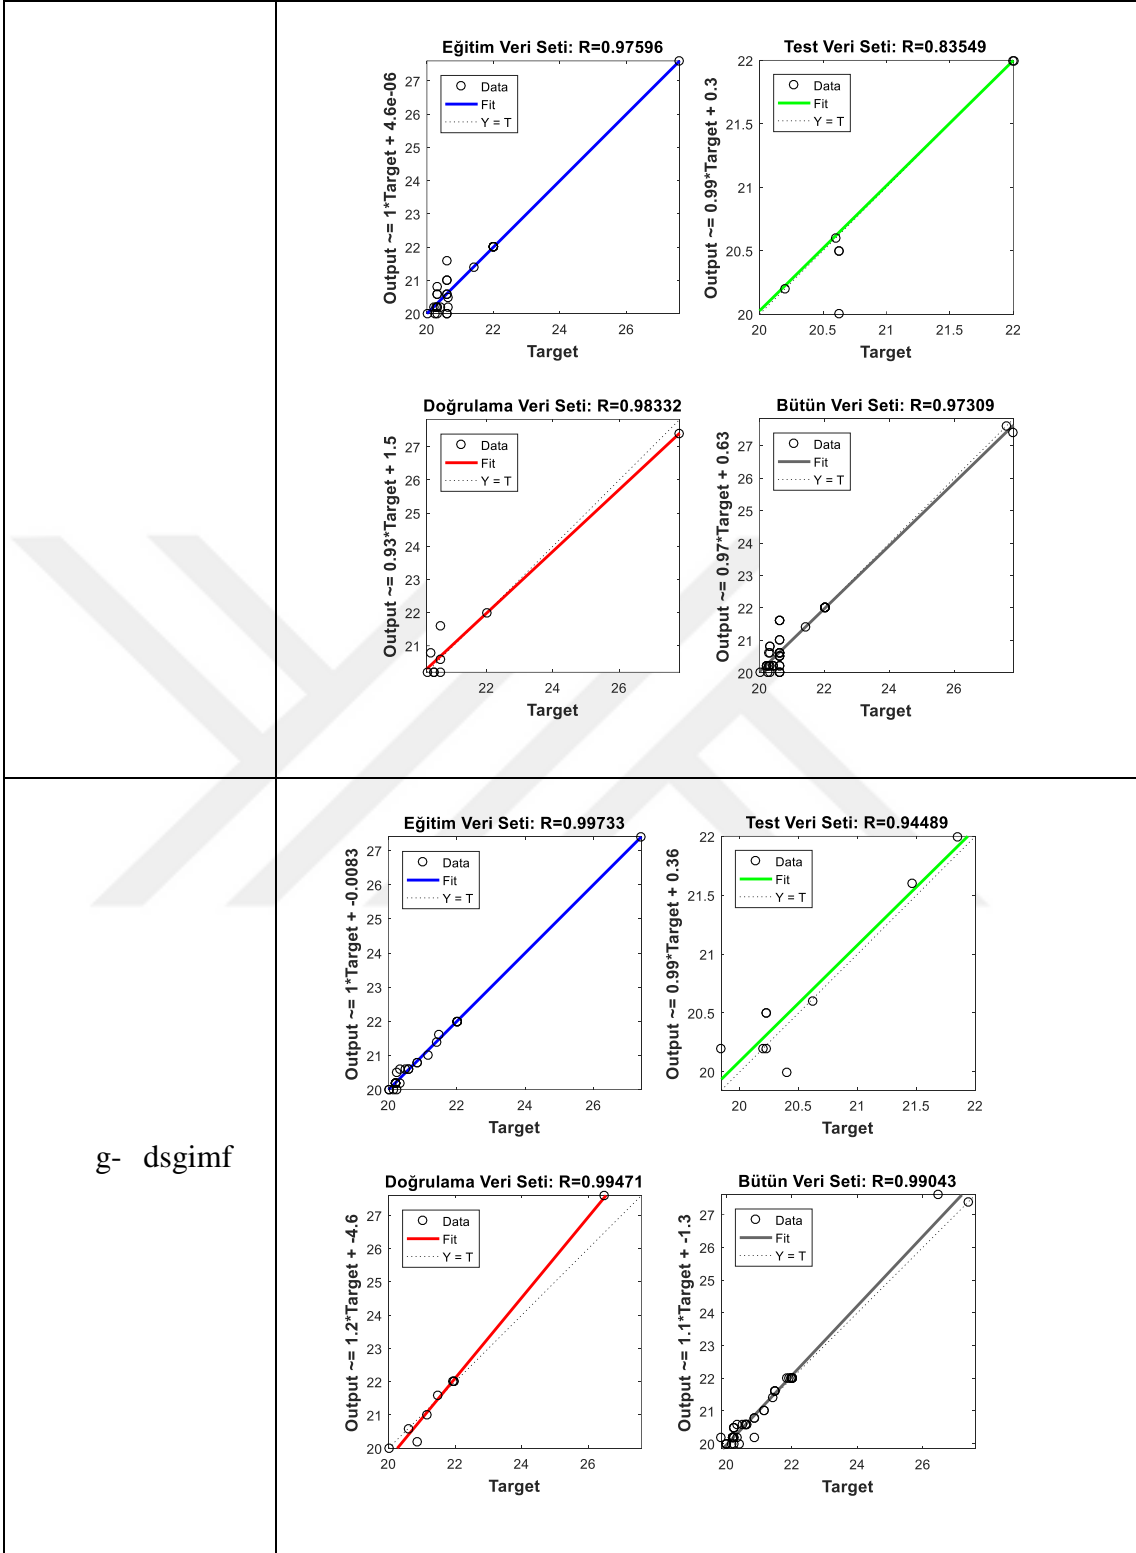 Eğitim Veri Seti: R=0.97596
Output ~= 1*Target + 4.6e-06
27
26
25
24
23
22
21
20
Data
Fit
Y = T
20
22
24
26
Target
Test Veri Seti: R=0.83549
Output ~= 0.99*Target + 0.3
22
21.5
21
20.5
20
Data
Fit
Y = T
20
20.5
21
21.5
22
Target
Doğrulama Veri Seti: R=0.98332
Output ~= 0.93*Target + 1.5
27
26
25
24
23
22
21
Data
Fit
Y = T
22
24
26
Target
Bütün Veri Seti: R=0.97309
Output ~= 0.97*Target + 0.63
27
26
25
24
23
22
21
20
Data
Fit
Y = T
20
22
24
26
Target
g- dsgimf
Eğitim Veri Seti: R=0.99733
Output ~= 1*Target + -0.0083
27
26
25
24
23
22
21
20
Data
Fit
Y = T
20
22
24
26
Target
Test Veri Seti: R=0.94489
Output ~= 0.99*Target + 0.36
22
21.5
21
20.5
20
Data
Fit
Y = T
20
20.5
21
21.5
22
Target
Doğrulama Veri Seti: R=0.99471
Output ~= 1.2*Target + -4.6
27
26
25
24
23
22
21
20
Data
Fit
Y = T
20
22
24
26
Target
Bütün Veri Seti: R=0.99043
Output ~= 1.1*Target + -1.3
27
26
25
24
23
22
21
20
Data
Fit
Y = T
20
22
24
26
Target